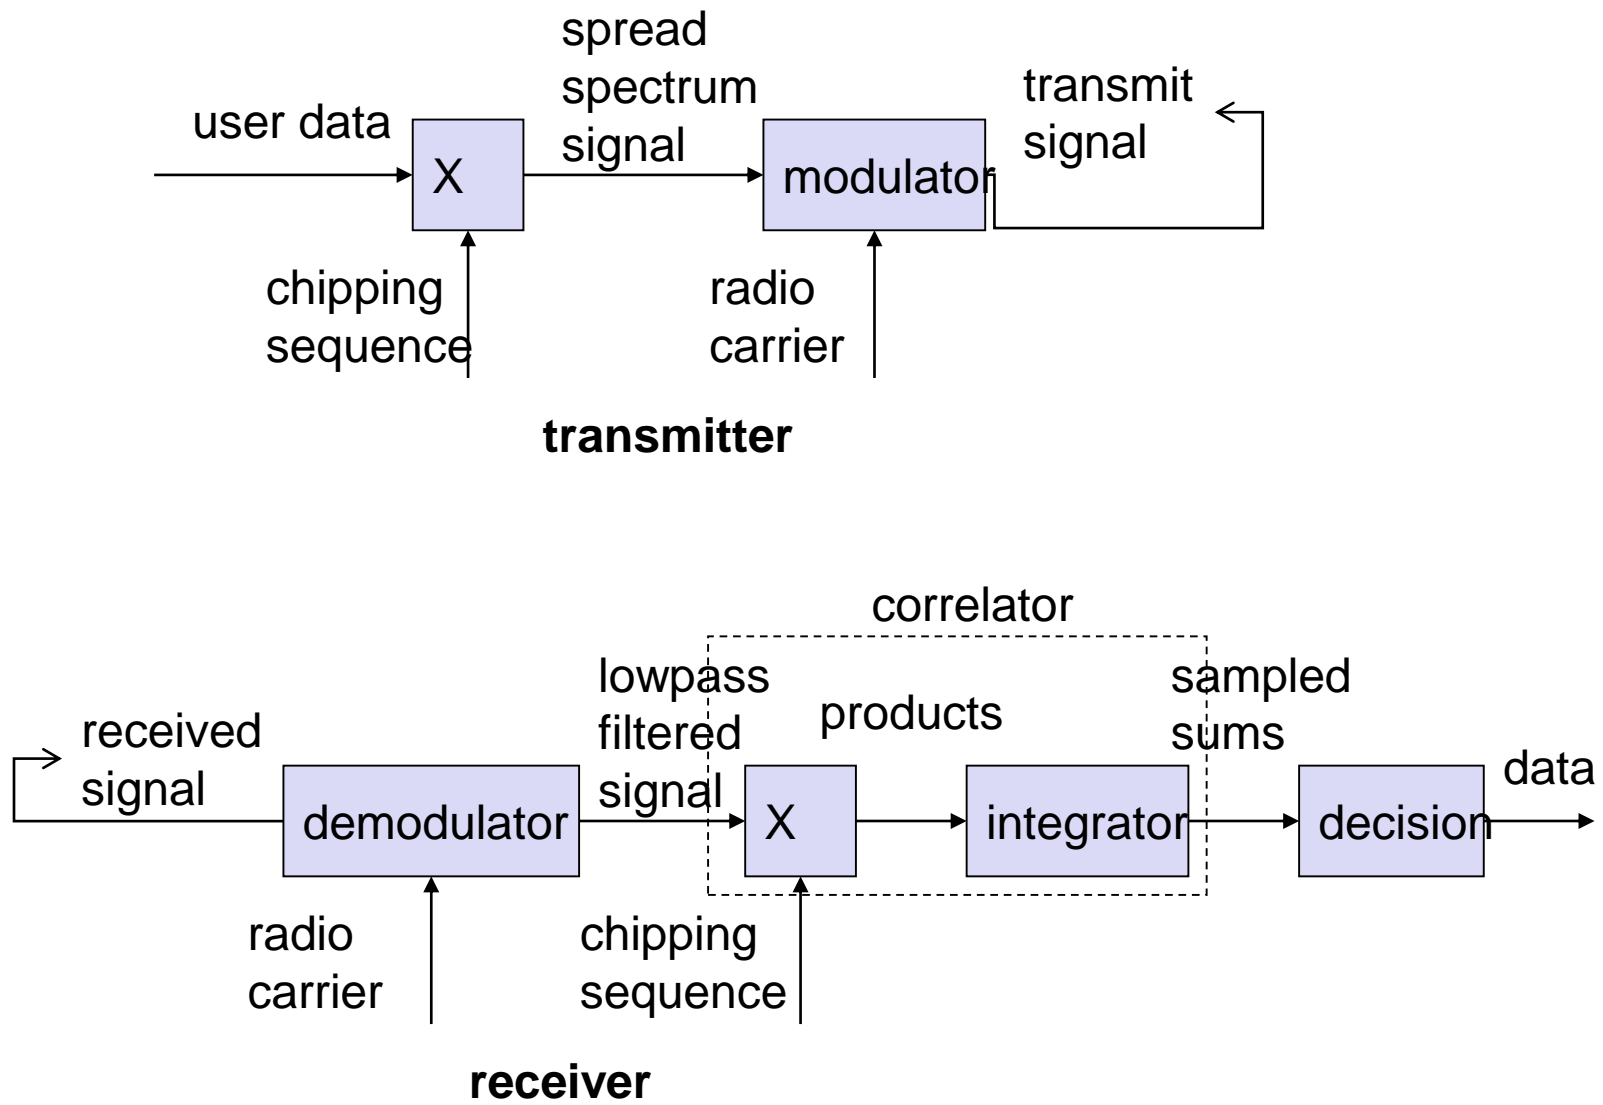 spread
spectrum
signal
transmit
signal
user data
X
modulator
chipping
sequence
radio
carrier
transmitter
correlator
lowpass
filtered
signal
products
sampled
sums
received
signal
data
demodulator
X
integrator
decision
radio
carrier
chipping
sequence
receiver